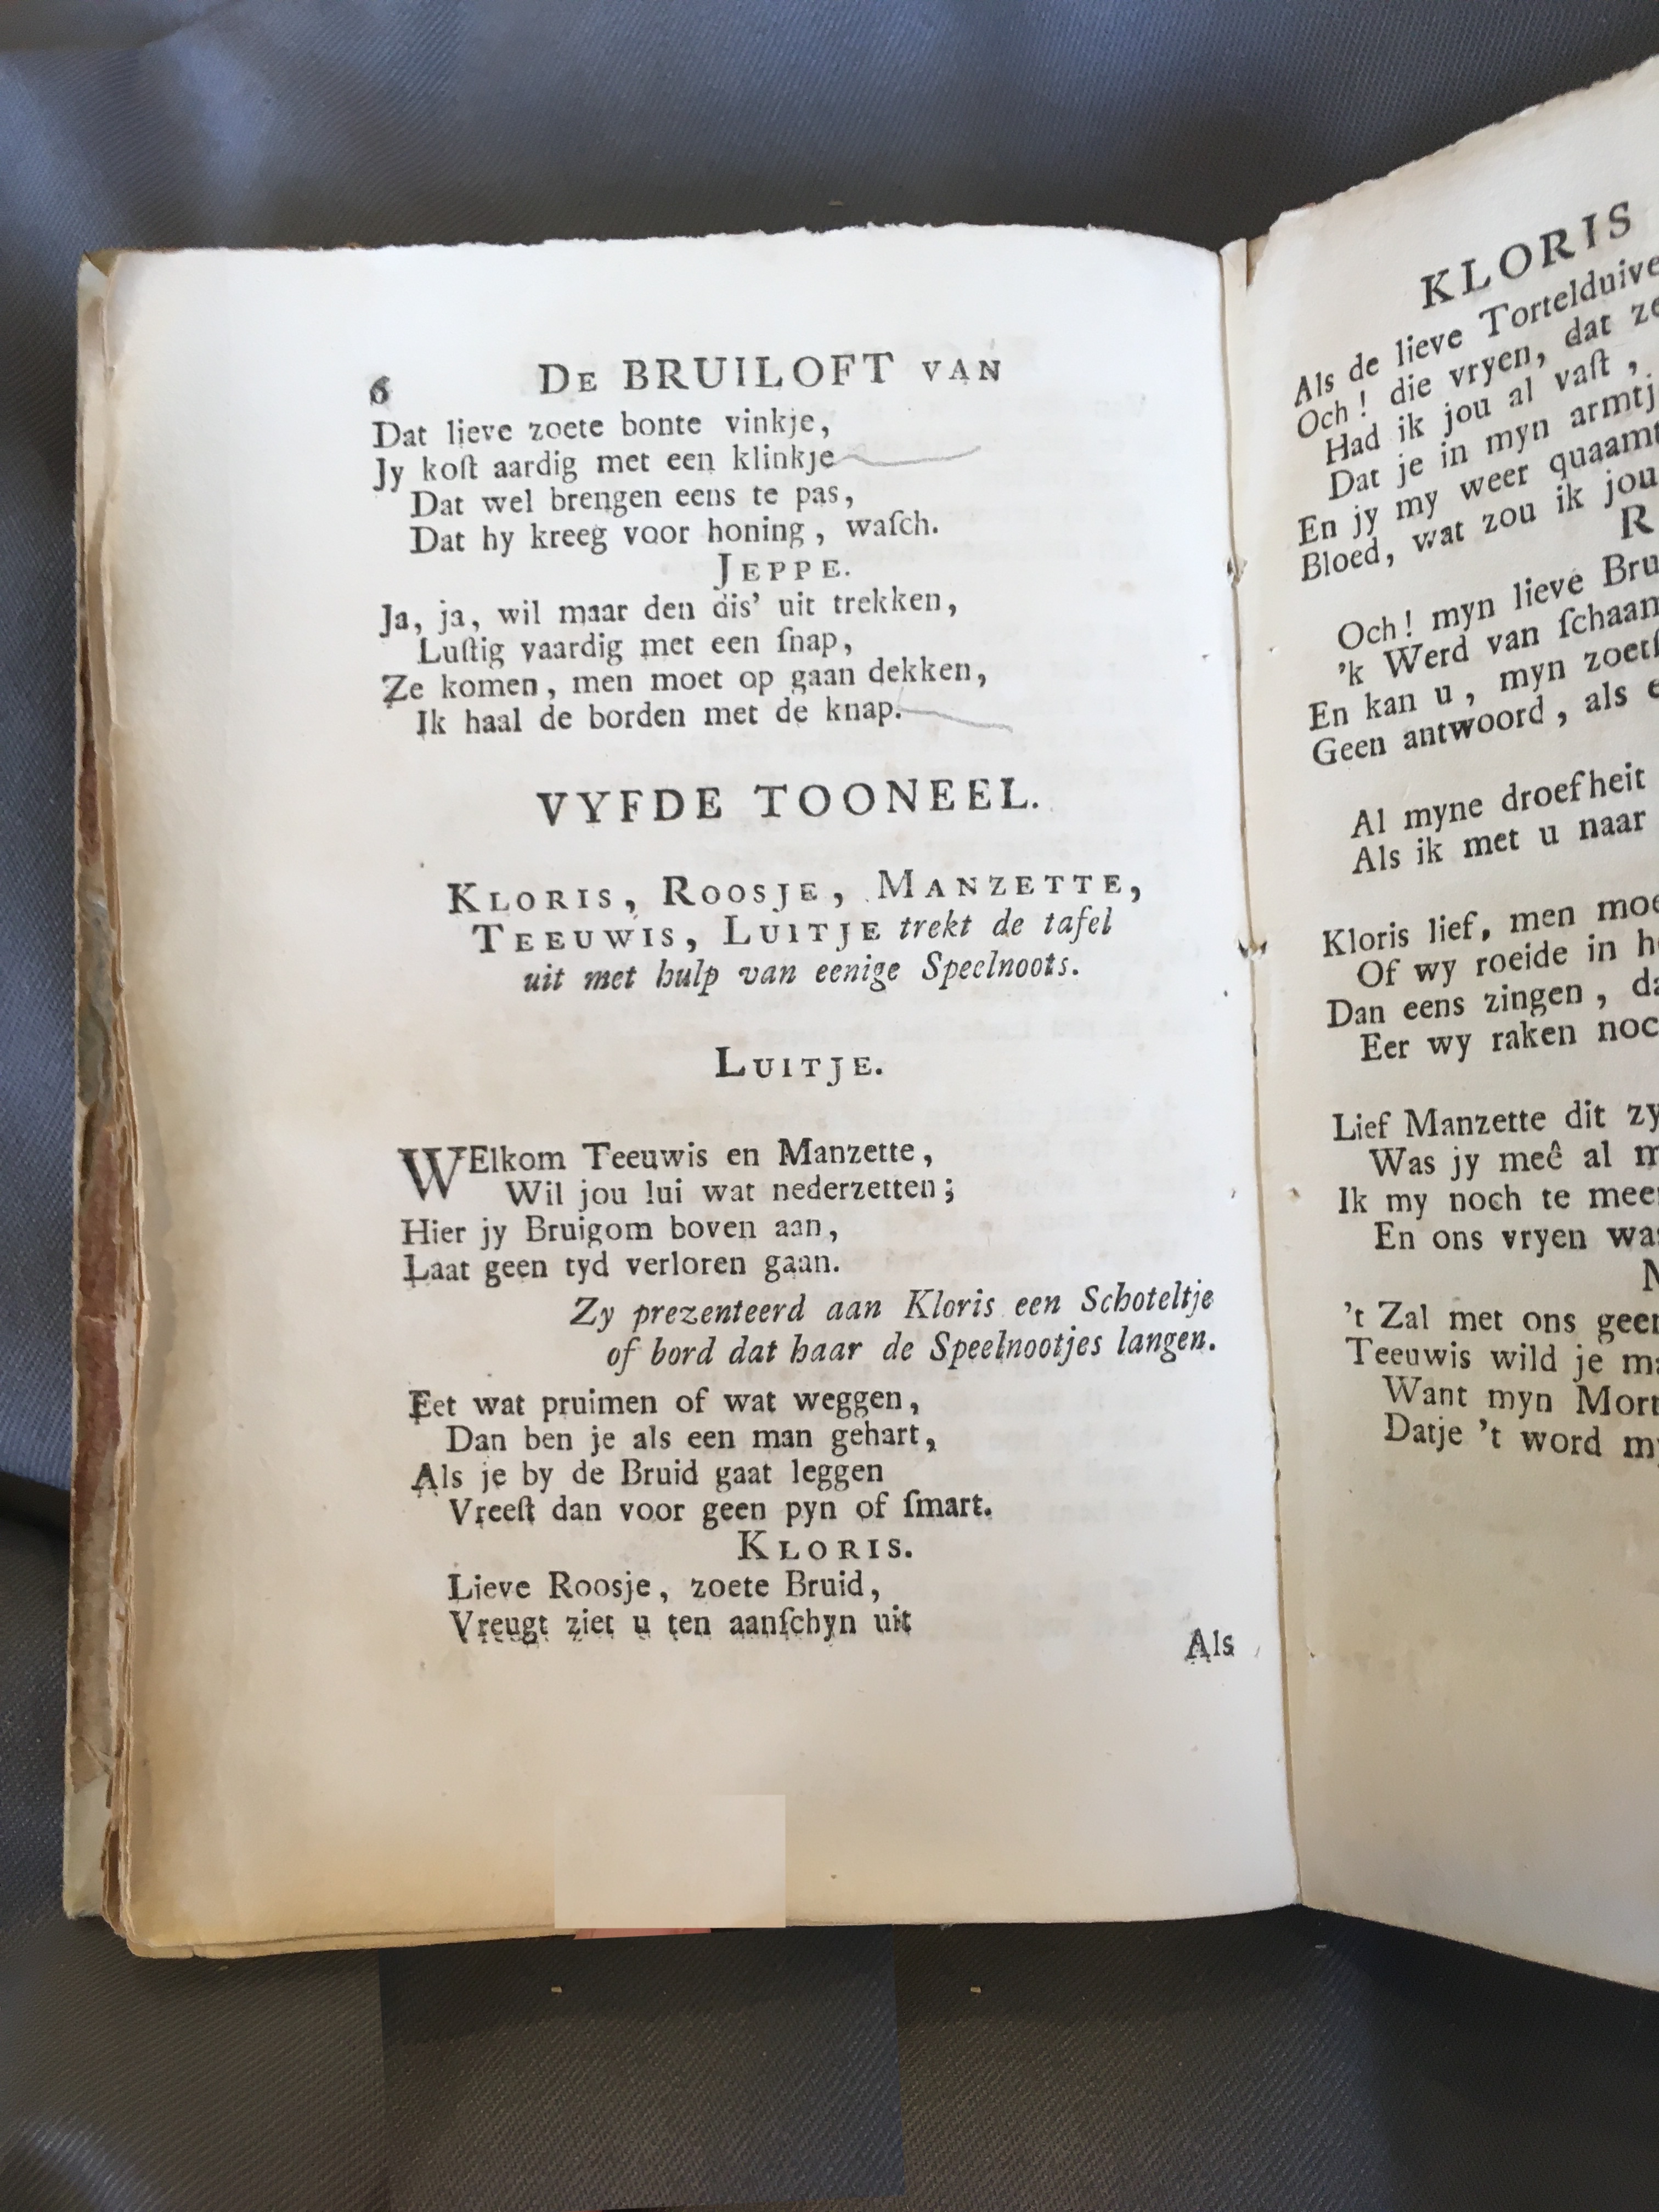 6 De BRUILOFT van
Dat lieve zoete bonte vinkje,
Jy koſt aardig met een klinkje
Dat wel brengen eens te pas,
Dat hy kreeg voor honing, waſch.
Jeppe.
Ja, ja, wil maar den dis' uit trekken,
Luſtig vaardig met een ſnap,
Ze komen, men moet op gaan dekken,
Ik haal de borden met de knap.
VYFDE TOONEEL.
Kloris, Roosje, Manzette,
Teeuwis, Luitje trekt de tafel
uit met hulp van eenige Speelnoots.
Luitje.
WElkom Teeuwis en Manzette,
Wil jou lui wat nederzetten;
Hier jy Bruigom boven aan,
Laat geen tyd verloren gaan.
Zy prezenteerd aan Kloris een Schoteltje
of bord dat haar de Speelnootjes langen.
Eet wat pruimen of wat weggen,
Dan ben je als een man gehart,
Als je by de Bruid gaat leggen
Vreeſt dan voor geen pyn of ſmart.
Kloris.
Lieve Roosje, zoete Bruid,
Vreugt ziet u ten aanſchyn uit
Als
KLORIS
Als de lieve
Och! die vryen, dat
Had ik jou al vaſt,
Dat je in myn
En jy my weer
Bloed, wat zou ik jou
Och! myn lieve
'k Werd van
En kan u, myn
Geen antwoord, als
Al myne droefheit
Als ik met u naar
Kloris lief, men
Of wy roeide in
Dan eens zingen,
Eer wy raken
Lief Manzette dit
Was jy meê al
Ik my noch te
En ons vryen
't Zal met ons
Teeuwis wild je
Want myn
Datje 't word